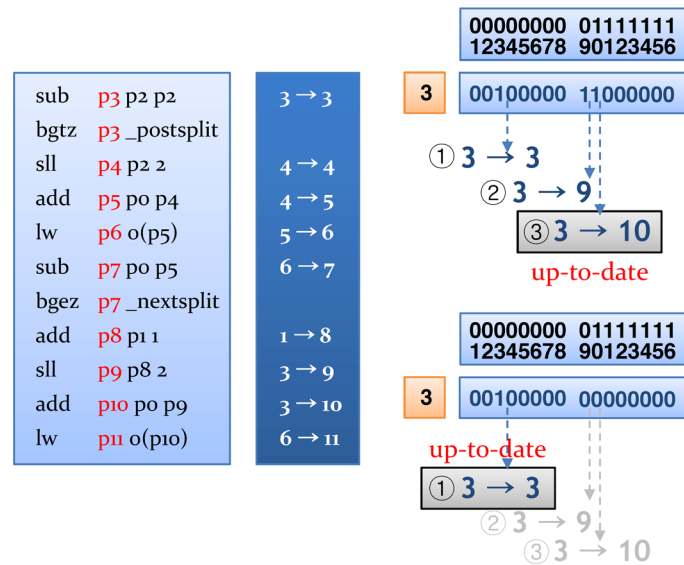 sub p3 p2 p2
bgtz p3 _postsplit
sll p4 p2 2
add p5 p0 p4
lw p6 0(p5)
sub p7 p0 p5
bgez p7 _nextsplit
add p8 p1 1
sll p9 p8 2
add p10 p0 p9
lw p11 0(p10)
3 → 3
4 → 4
4 → 5
5 → 6
6 → 7
1 → 8
3 → 9
3 → 10
6 → 11
00000000 01111111
12345678 90123456
3 00100000 11000000
① 3 → 3
② 3 → 9
③ 3 → 10
up-to-date
00000000 01111111
12345678 90123456
3 00100000 00000000
up-to-date
① 3 → 3
② 3 → 9
③ 3 → 10